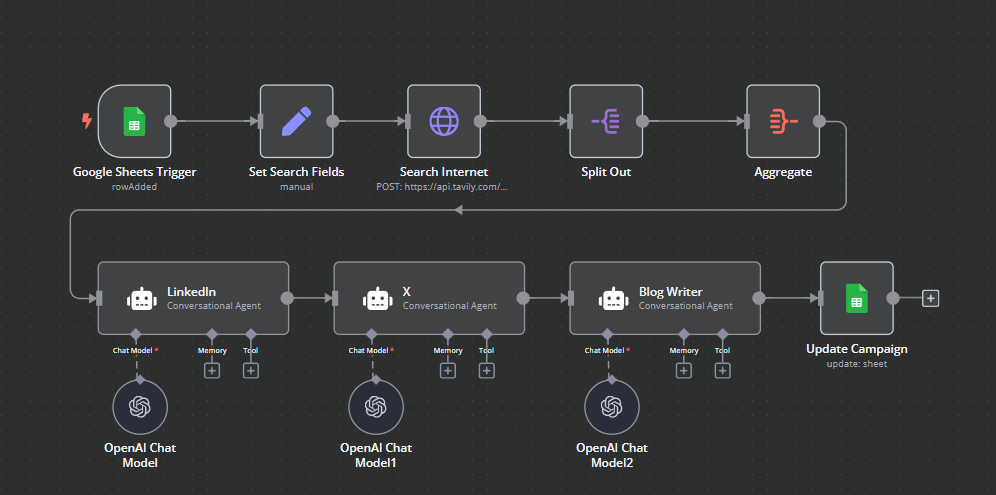 Google Sheets Trigger
rowAdded
Set Search Fields
manual
Search Internet
POST: https://api.tavily.com/...
Split Out
Aggregate
LinkedIn
Conversational Agent
Chat Model *
Memory
Tool
OpenAI Chat
Model
X
Conversational Agent
Chat Model *
Memory
Tool
OpenAI Chat
Model1
Blog Writer
Conversational Agent
Chat Model *
Memory
Tool
OpenAI Chat
Model2
Update Campaign
update: sheet